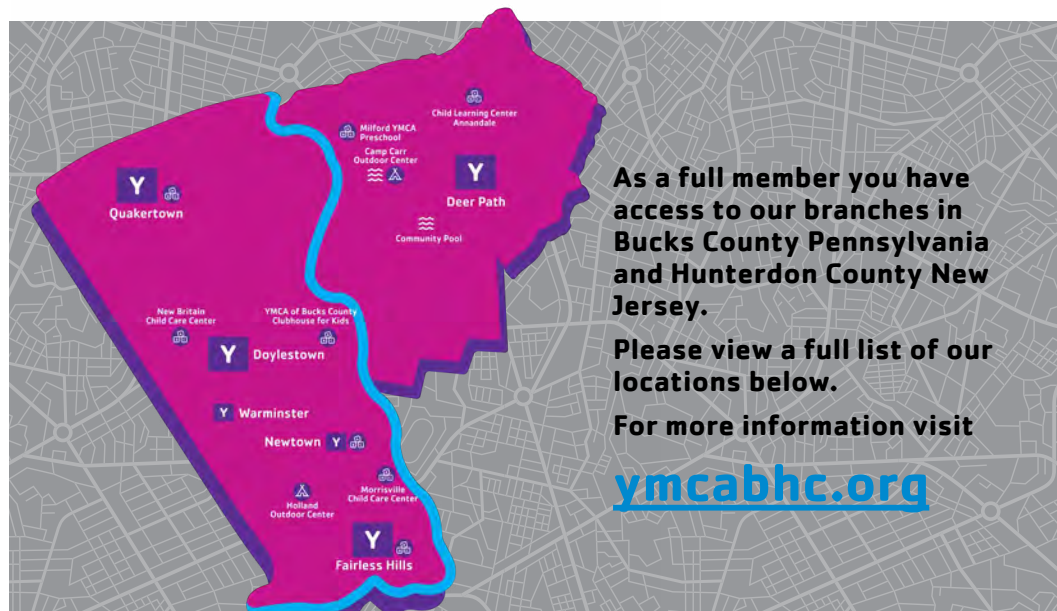 Child Learning Center
Annandale
Milford YMCA
Preschool
Camp Carr
Outdoor Center
Y
Quakertown
Y
Deer Path
Community Pool
New Britain
Child Care Center
YMCA of Bucks County
Clubhouse for Kids
Y
Doylestown
Y
Warminster
Newtown
Y
Morrisville
Child Care Center
Holland
Outdoor Center
Y
Fairless Hills
As a full member you have
access to our branches in
Bucks County Pennsylvania
and Hunterdon County New
Jersey.
Please view a full list of our
locations below.
For more information visit
ymcabhc.org